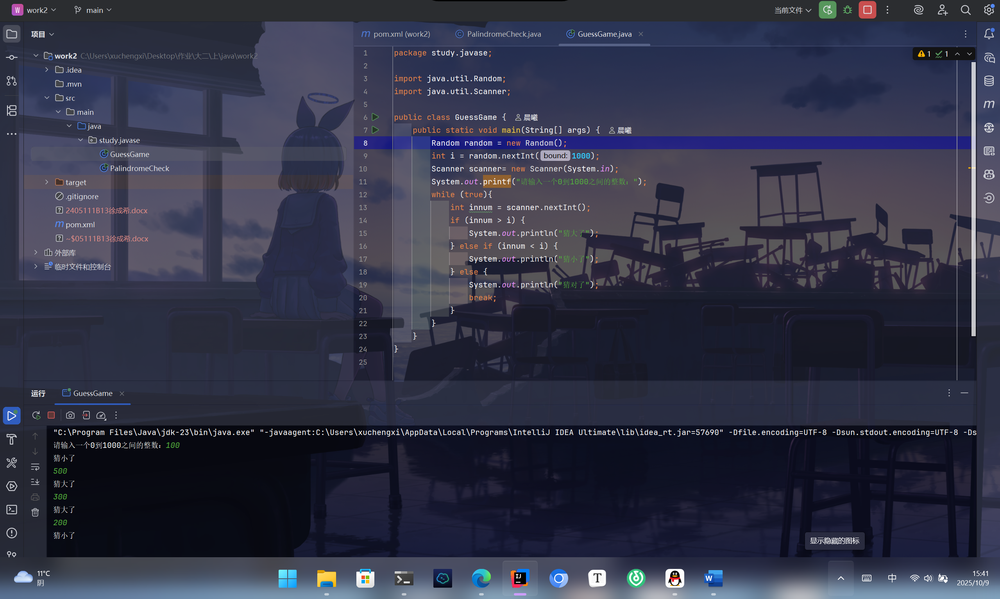 W work2 main 当前文件
项目
work2 C:\Users\xuchengxi\Desktop\作业\大二\上\java\work2
.idea
.mvn
src
main
java
study.javase
GuessGame
PalindromeCheck
target
.gitignore
2405111B13徐成希.docx
m pom.xml
~$05111B13徐成希.docx
外部库
临时文件和控制台
m pom.xml (work2) PalindromeCheck.java GuessGame.java
1 1
1 package study.javase;
2
3 import java.util.Random;
4 import java.util.Scanner;
5
6 public class GuessGame { 晨曦
7 public static void main(String[] args) { 晨曦
8 Random random = new Random();
9 int i = random.nextInt( bound: 1000);
10 Scanner scanner= new Scanner(System.in);
11 System.out.printf("请输入一个0到1000之间的整数：");
12 while (true){
13 int innum = scanner.nextInt();
14 if (innum > i) {
15 System.out.println("猜大了");
16 } else if (innum < i) {
17 System.out.println("猜小了");
18 } else {
19 System.out.println("猜对了");
20 break;
21 }
22 }
23 }
24 }
25
运行 GuessGame
"C:\Program Files\Java\jdk-23\bin\java.exe" "-javaagent:C:\Users\xuchengxi\AppData\Local\Programs\IntelliJ IDEA Ultimate\lib\idea_rt.jar=57690" -Dfile.encoding=UTF-8 -Dsun.stdout.encoding=UTF-8 -Ds
请输入一个0到1000之间的整数：100
猜小了
500
猜大了
300
猜大了
200
猜小了
显示隐藏的图标
11°C
阴
IJ
T
W
中
15:41
2025/10/9